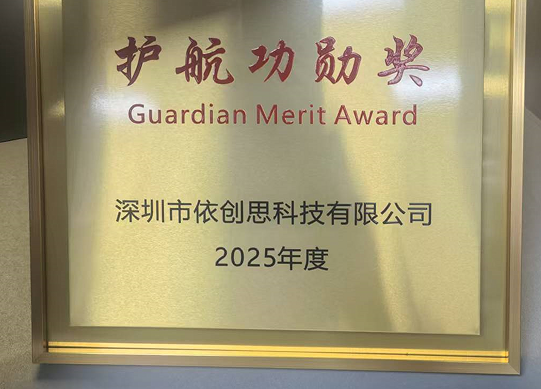 护航功勋奖
Guardian Merit Award
深圳市依创思科技有限公司
2025年度